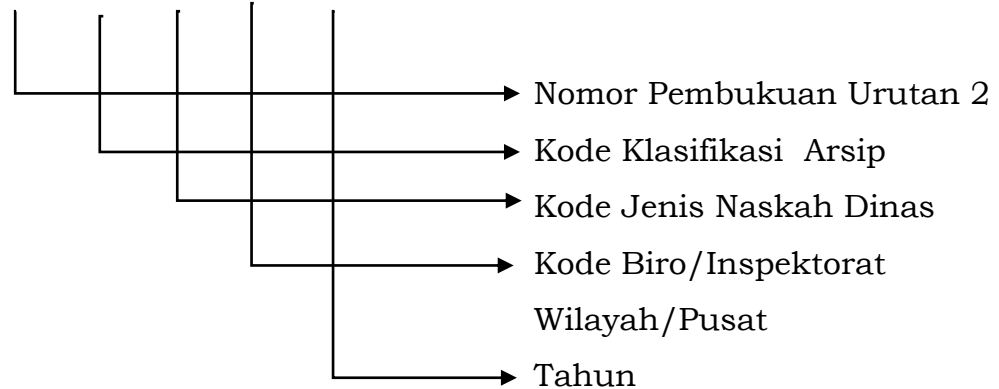 Nomor Pembukuan Urutan 2
Kode Klasifikasi Arsip
Kode Jenis Naskah Dinas
Kode Biro/Inspektorat
Wilayah/Pusat
Tahun